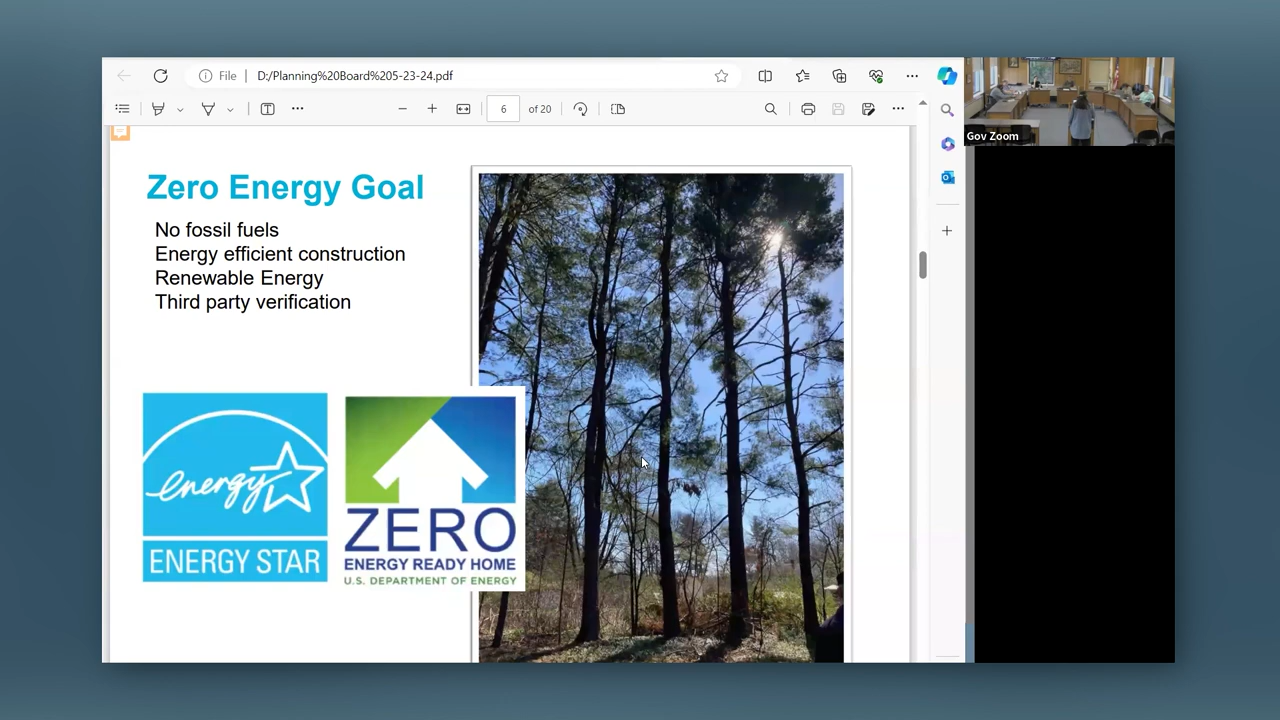 File
D:/Planning%20Board%205-23-24.pdf
6 of 20
Gov Zoom
Zero Energy Goal
No fossil fuels
Energy efficient construction
Renewable Energy
Third party verification
energy
ENERGY STAR
ZERO
ENERGY READY HOME
U.S. DEPARTMENT OF ENERGY